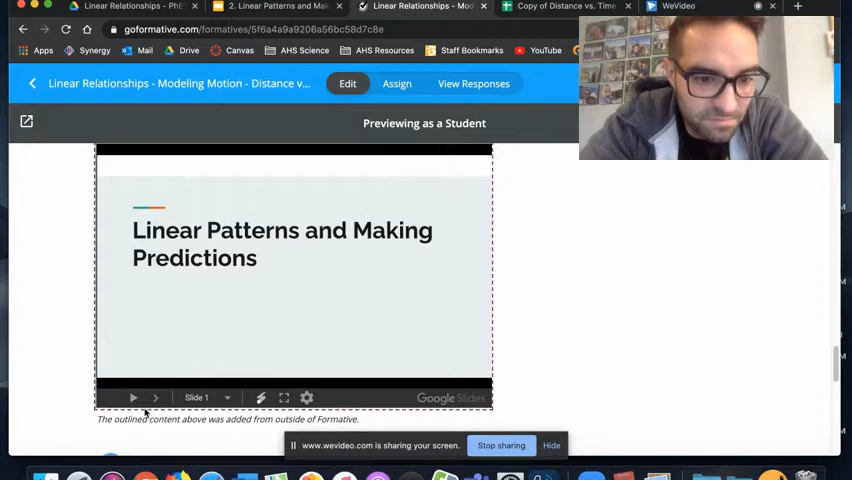 Linear Relationships - PhE
2. Linear Patterns and Maki
Linear Relationships - Mod
Copy of Distance vs. Time
WeVideo
goformative.com/formatives/5f6a4a9a9206a56bc58d7c8e
Apps
Synergy
Mail
Drive
Canvas
AHS Science
AHS Resources
Staff Bookmarks
YouTube
Linear Relationships - Modeling Motion - Distance v...
Edit
Assign
View Responses
Previewing as a Student
Linear Patterns and Making
Predictions
Slide 1
Google Slides
The outlined content above was added from outside of Formative.
www.wevideo.com is sharing your screen.
Stop sharing
Hide